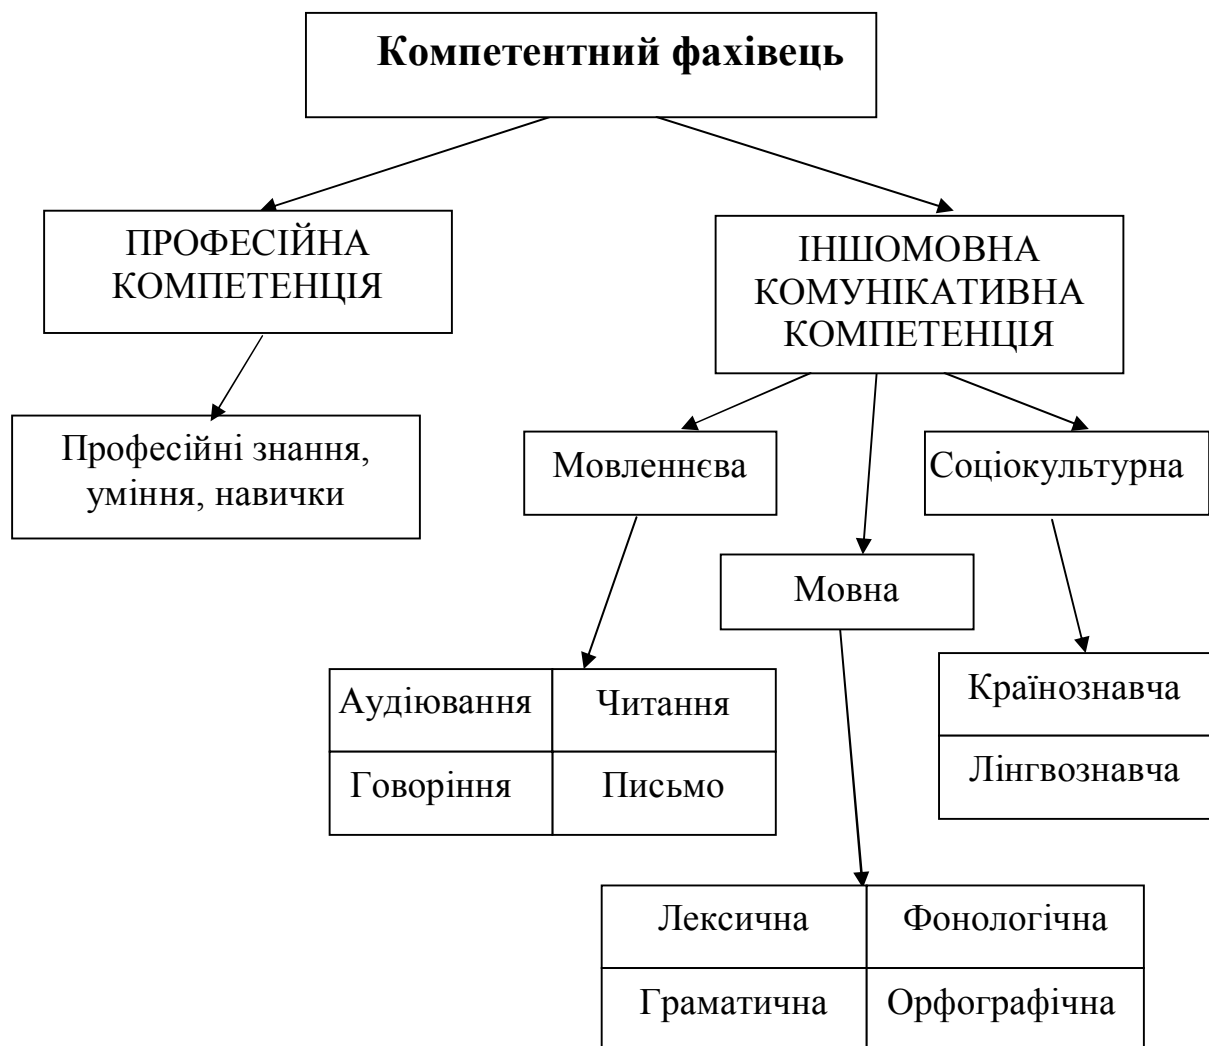 Компетентний фахівець
ПРОФЕСІЙНА
КОМПЕТЕНЦІЯ
ІНШОМОВНА
КОМУНІКАТИВНА
КОМПЕТЕНЦІЯ
Професійні знання,
уміння, навички
Мовленнєва
Соціокультурна
Мовна
Аудіювання
Читання
Говоріння
Письмо
Країнознавча
Лінгвознавча
Лексична
Фонологічна
Граматична
Орфографічна